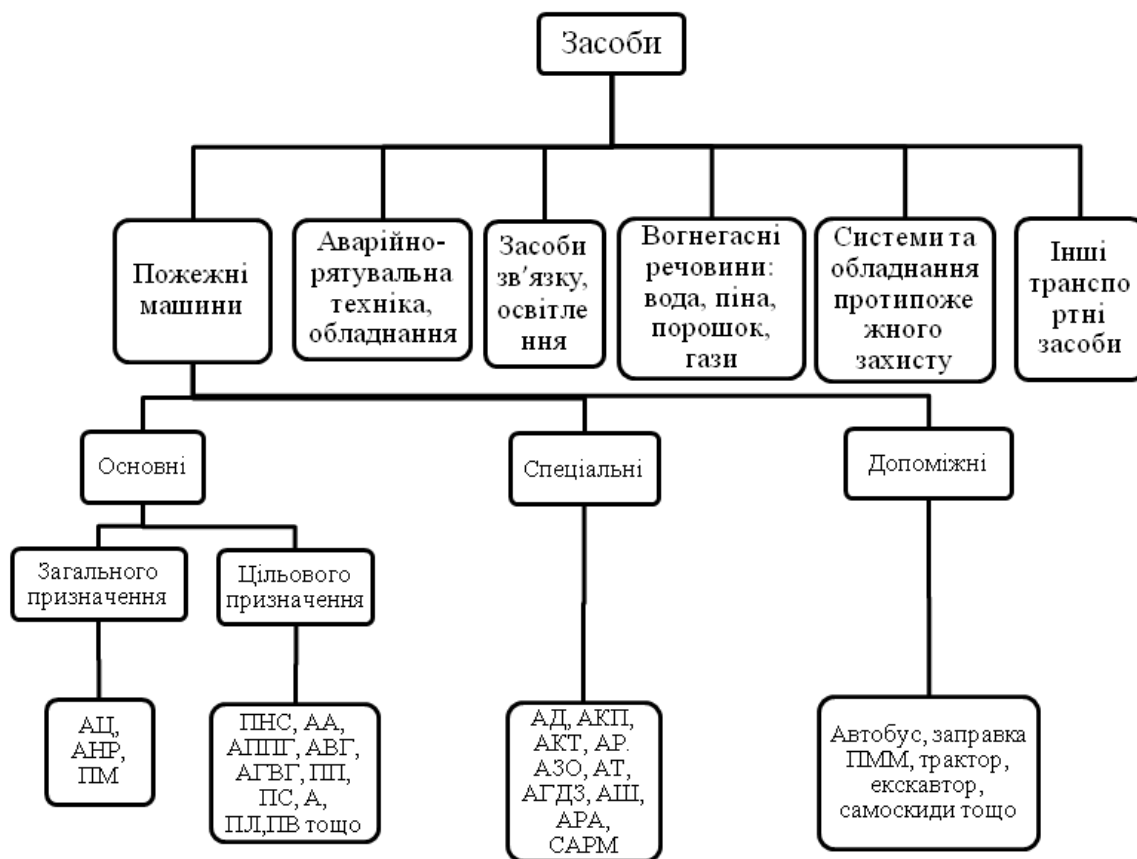 Засоби
Пожежні
машини
Аварійно-
рятувальна
техніка,
обладнання
Засоби
зв'язку,
освітле
ння
Вогнегасні
речовини:
вода, піна,
порошок,
гази
Системи та
обладнання
протипоже
жного
захисту
Інші
транспо
ртні
засоби
Основні
Спеціальні
Допоміжні
Загального
призначення
Цільового
призначення
АЦ,
АНР,
ПМ
ПНС, АА,
АППГ, АВГ,
АГВГ, ПП,
ПС, А,
ПЛ,ПВ тощо
АД, АКП,
АКТ, АР.
АЗО, АТ,
АГДЗ, АШ,
АРА,
САРМ
Автобус, заправка
ПММ, трактор,
екскавтор,
самоскиди тощо